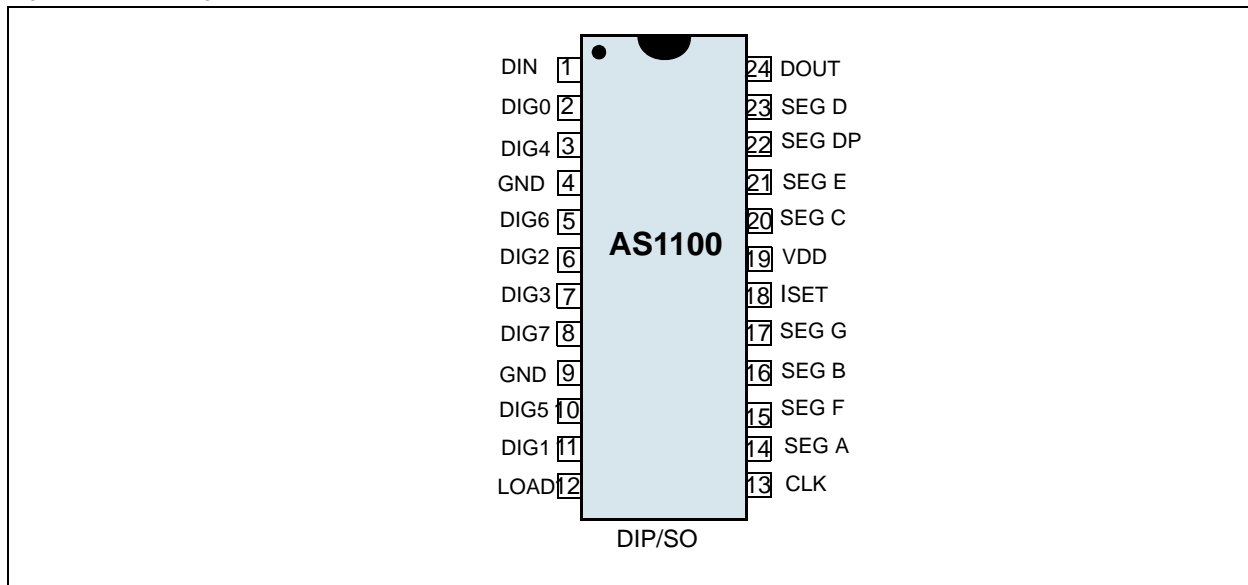 DIN 1 24 DOUT
DIG0 2 23 SEG D
DIG4 3 22 SEG DP
GND 4 21 SEG E
DIG6 5 20 SEG C
DIG2 6 AS1100 19 VDD
DIG3 7 18 ISET
DIG7 8 17 SEG G
GND 9 16 SEG B
DIG5 10 15 SEG F
DIG1 11 14 SEG A
LOAD 12 13 CLK
DIP/SO